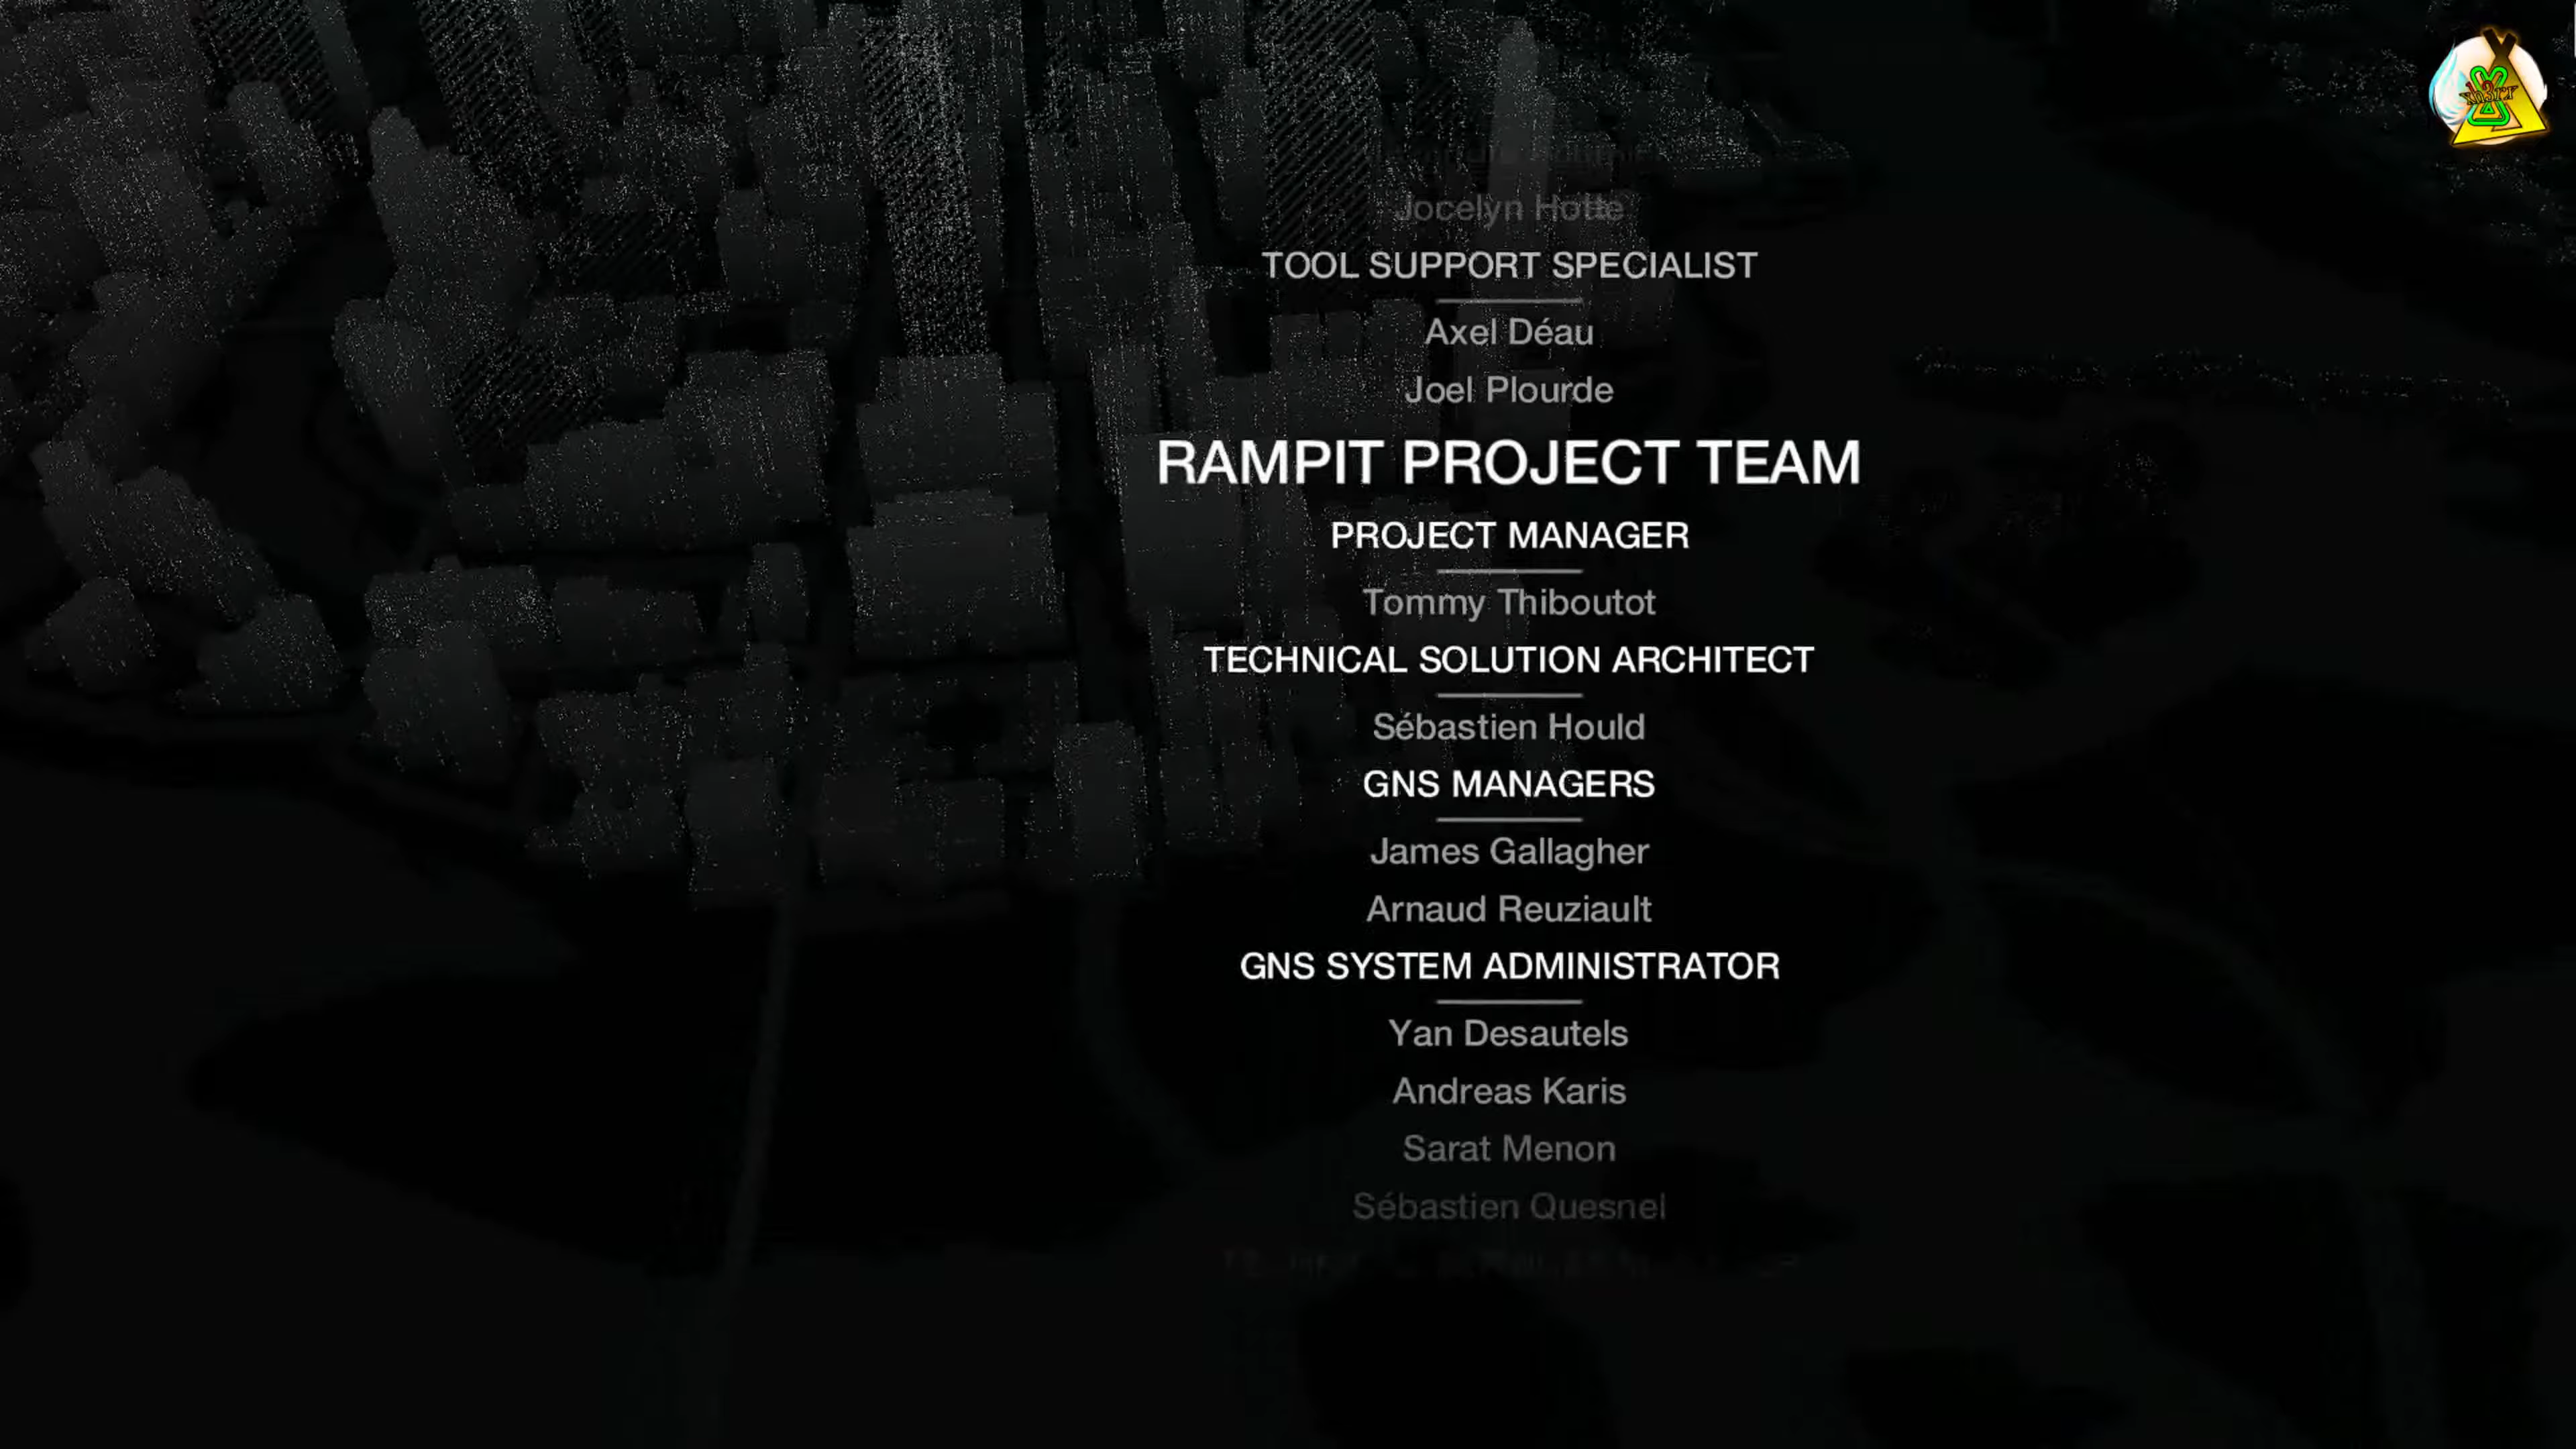 Jocelyn Hotte
TOOL SUPPORT SPECIALIST
Axel Déau
Joel Plourde
RAMPIT PROJECT TEAM
PROJECT MANAGER
Tommy Thiboutot
TECHNICAL SOLUTION ARCHITECT
Sébastien Hould
GNS MANAGERS
James Gallagher
Arnaud Reuziault
GNS SYSTEM ADMINISTRATOR
Yan Desautels
Andreas Karis
Sarat Menon
Sébastien Quesnel